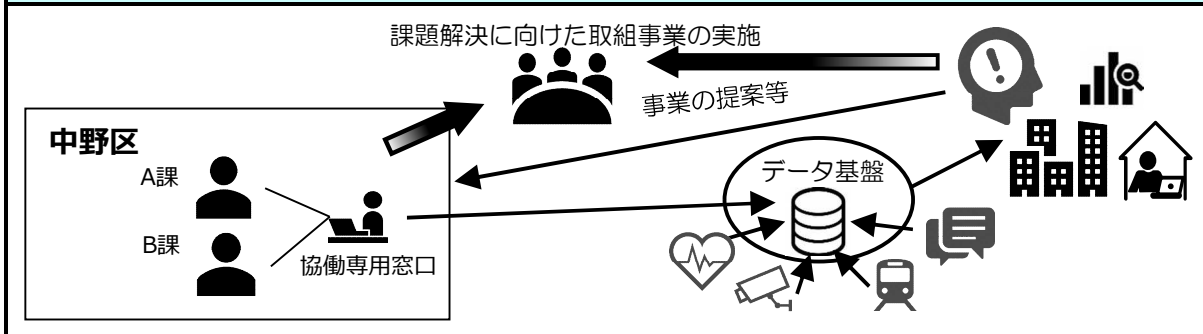 課題解決に向けた取組事業の実施
事業の提案等
中野区
A課
B課
協働専用窓口
データ基盤